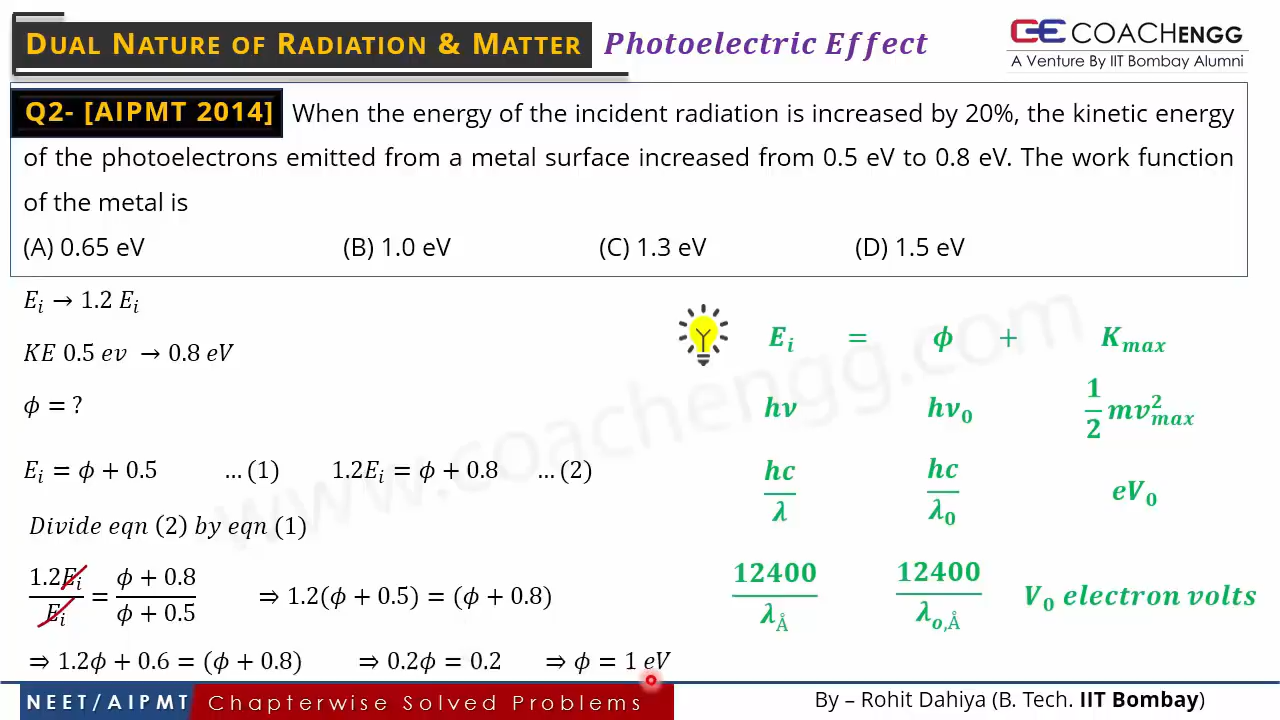 DUAL NATURE OF RADIATION & MATTER Photoelectric Effect
CE COACHENGG
A Venture By IIT Bombay Alumni
Q2- [AIPMT 2014] When the energy of the incident radiation is increased by 20%, the kinetic energy
of the photoelectrons emitted from a metal surface increased from 0.5 eV to 0.8 eV. The work function
of the metal is
(A) 0.65 eV (B) 1.0 eV (C) 1.3 eV (D) 1.5 eV
E_i → 1.2 E_i
KE 0.5 ev → 0.8 eV
ϕ = ?
E_i = ϕ + 0.5 … (1) 1.2E_i = ϕ + 0.8 … (2)
Divide eqn (2) by eqn (1)
1.2E_i/E_i = (ϕ + 0.8)/(ϕ + 0.5) ⇒ 1.2(ϕ + 0.5) = (ϕ + 0.8)
⇒ 1.2ϕ + 0.6 = (ϕ + 0.8) ⇒ 0.2ϕ = 0.2 ⇒ ϕ = 1 eV
E_i = ϕ + K_max
hν hν_0 1/2 mv²_max
hc/λ hc/λ_0 eV_0
12400/λ_Å 12400/λ_o,Å V_0 electron volts
www.coachengg.com
NEET/AIPMT Chapterwise Solved Problems
By – Rohit Dahiya (B. Tech. IIT Bombay)